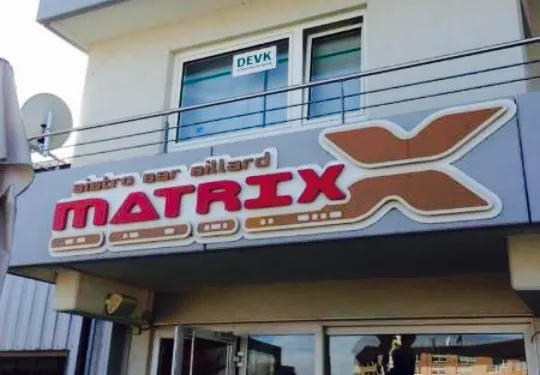 DEVK
Bistro Bar Billard
MATRIX